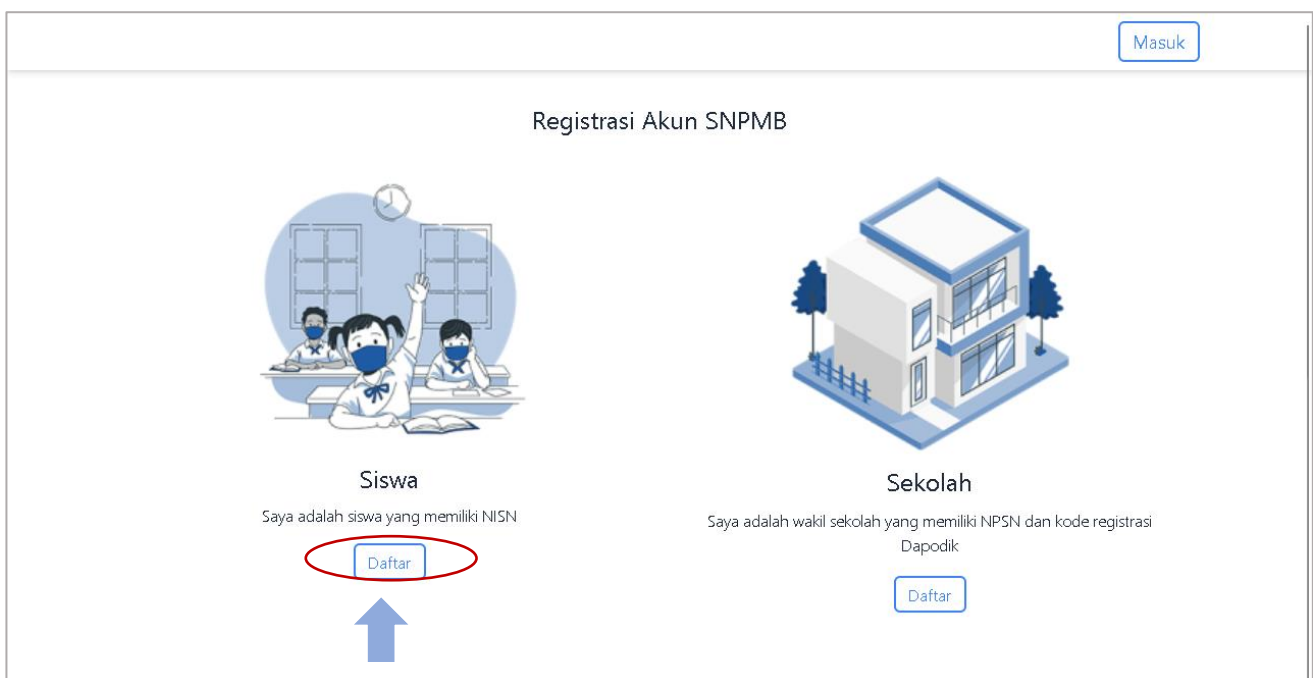 Masuk
Registrasi Akun SNPMB
Siswa
Saya adalah siswa yang memiliki NISN
Daftar
Sekolah
Saya adalah wakil sekolah yang memiliki NPSN dan kode registrasi
Dapodik
Daftar